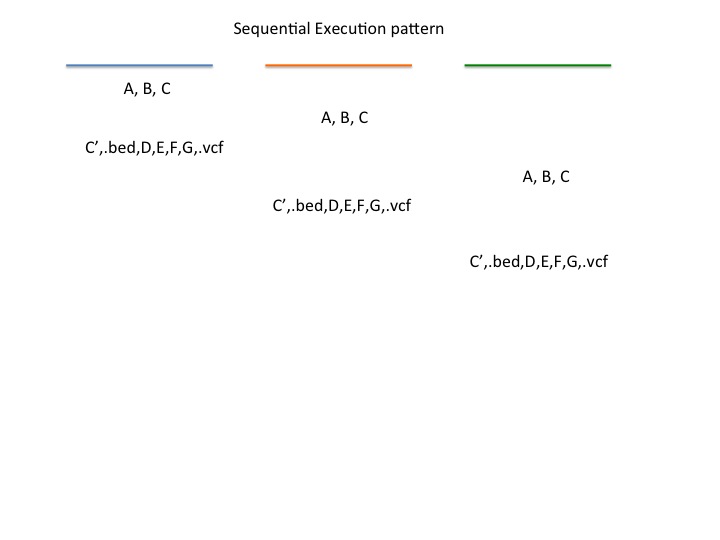 Sequential Execution pattern
A, B, C
A, B, C
C’,.bed,D,E,F,G,.vcf
A, B, C
C’,.bed,D,E,F,G,.vcf
C’,.bed,D,E,F,G,.vcf